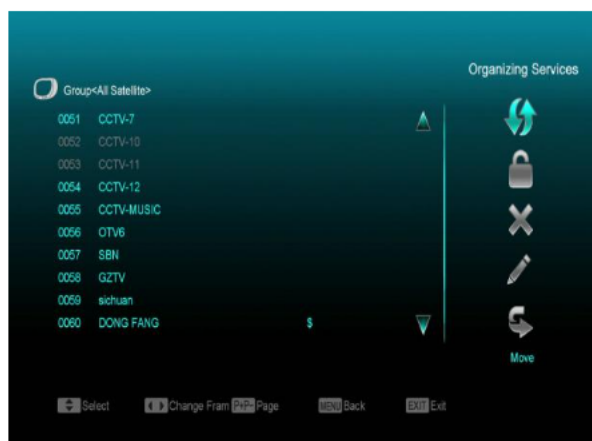 Organizing Services
Group<All Satellite>
0051 CCTV-7
0052 CCTV-10
0053 CCTV-11
0054 CCTV-12
0055 CCTV-MUSIC
0056 OTV6
0057 SBN
0058 GZTV
0059 sichuan
0060 DONG FANG $
Move
Select Change Fram P+P- Page MENU Back EXIT Exit